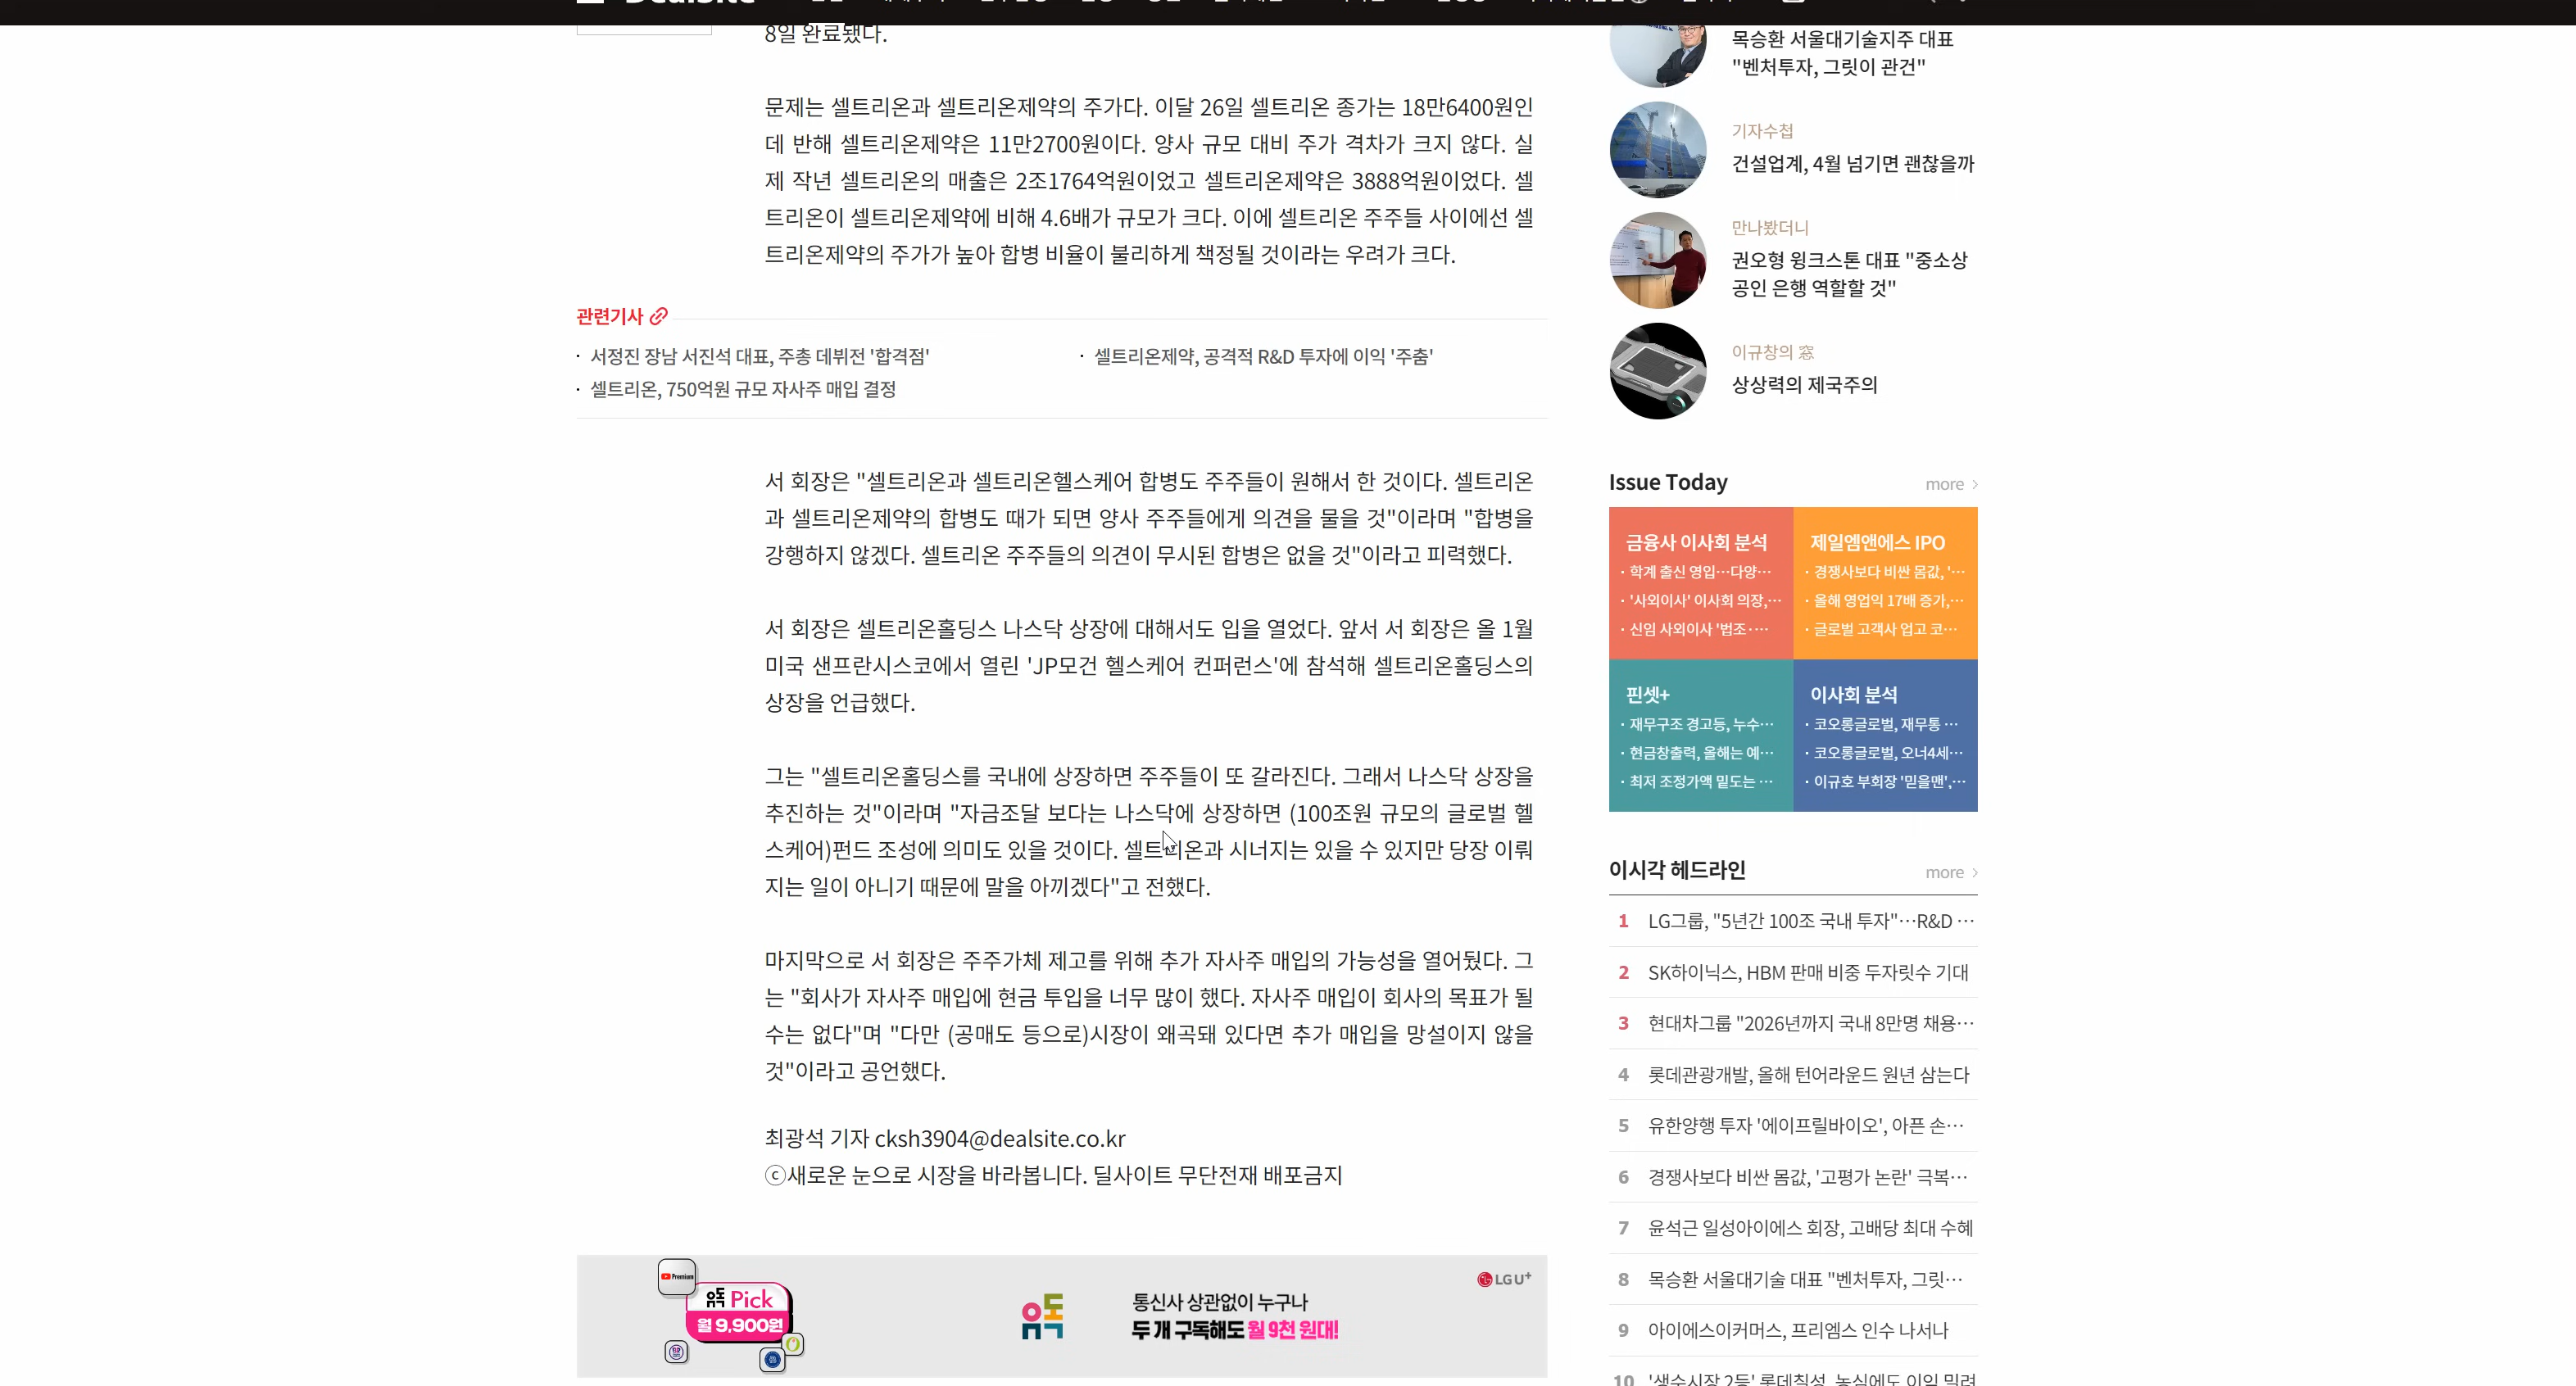 8일 완료됐다.
문제는 셀트리온과 셀트리온제약의 주가다. 이달 26일 셀트리온 종가는 18만6400원인
데 반해 셀트리온제약은 11만2700원이다. 양사 규모 대비 주가 격차가 크지 않다. 실
제 작년 셀트리온의 매출은 2조1764억원이었고 셀트리온제약은 3888억원이었다. 셀
트리온이 셀트리온제약에 비해 4.6배가 규모가 크다. 이에 셀트리온 주주들 사이에선 셀
트리온제약의 주가가 높아 합병 비율이 불리하게 책정될 것이라는 우려가 크다.
관련기사
· 서정진 장남 서진석 대표, 주총 데뷔전 '합격점'
· 셀트리온제약, 공격적 R&D 투자에 이익 '주춤'
· 셀트리온, 750억원 규모 자사주 매입 결정
서 회장은 "셀트리온과 셀트리온헬스케어 합병도 주주들이 원해서 한 것이다. 셀트리온
과 셀트리온제약의 합병도 때가 되면 양사 주주들에게 의견을 물을 것"이라며 "합병을
강행하지 않겠다. 셀트리온 주주들의 의견이 무시된 합병은 없을 것"이라고 피력했다.
서 회장은 셀트리온홀딩스 나스닥 상장에 대해서도 입을 열었다. 앞서 서 회장은 올 1월
미국 샌프란시스코에서 열린 'JP모건 헬스케어 컨퍼런스'에 참석해 셀트리온홀딩스의
상장을 언급했다.
그는 "셀트리온홀딩스를 국내에 상장하면 주주들이 또 갈라진다. 그래서 나스닥 상장을
추진하는 것"이라며 "자금조달 보다는 나스닥에 상장하면 (100조원 규모의 글로벌 헬
스케어)펀드 조성에 의미도 있을 것이다. 셀트리온과 시너지는 있을 수 있지만 당장 이뤄
지는 일이 아니기 때문에 말을 아끼겠다"고 전했다.
마지막으로 서 회장은 주주가체 제고를 위해 추가 자사주 매입의 가능성을 열어뒀다. 그
는 "회사가 자사주 매입에 현금 투입을 너무 많이 했다. 자사주 매입이 회사의 목표가 될
수는 없다"며 "다만 (공매도 등으로)시장이 왜곡돼 있다면 추가 매입을 망설이지 않을
것"이라고 공언했다.
최광석 기자 cksh3904@dealsite.co.kr
ⓒ새로운 눈으로 시장을 바라봅니다. 딜사이트 무단전재 배포금지
Premium
유독 Pick
월 9,900원
유독
통신사 상관없이 누구나
두 개 구독해도 월 9천 원대!
LG U+
목승환 서울대기술지주 대표
"벤처투자, 그릿이 관건"
기자수첩
건설업계, 4월 넘기면 괜찮을까
만나봤더니
권오형 윙크스톤 대표 "중소상
공인 은행 역할할 것"
이규창의 窓
상상력의 제국주의
Issue Today
more >
금융사 이사회 분석
· 학계 출신 영입…다양…
· '사외이사' 이사회 의장,…
· 신임 사외이사 '법조·…
제일엠앤에스 IPO
· 경쟁사보다 비싼 몸값, '…
· 올해 영업익 17배 증가,…
· 글로벌 고객사 업고 코…
핀셋+
· 재무구조 경고등, 누수…
· 현금창출력, 올해는 예…
· 최저 조정가액 밑도는 …
이사회 분석
· 코오롱글로벌, 재무통 …
· 코오롱글로벌, 오너4세…
· 이규호 부회장 '믿을맨',…
이시각 헤드라인
more >
1 LG그룹, "5년간 100조 국내 투자"…R&D …
2 SK하이닉스, HBM 판매 비중 두자릿수 기대
3 현대차그룹 "2026년까지 국내 8만명 채용…
4 롯데관광개발, 올해 턴어라운드 원년 삼는다
5 유한양행 투자 '에이프릴바이오', 아픈 손…
6 경쟁사보다 비싼 몸값, '고평가 논란' 극복…
7 윤석근 일성아이에스 회장, 고배당 최대 수혜
8 목승환 서울대기술 대표 "벤처투자, 그릿…
9 아이에스이커머스, 프리엠스 인수 나서나
10 '생수시장 2등' 롯데칠성, 농심에도 이익 밀려